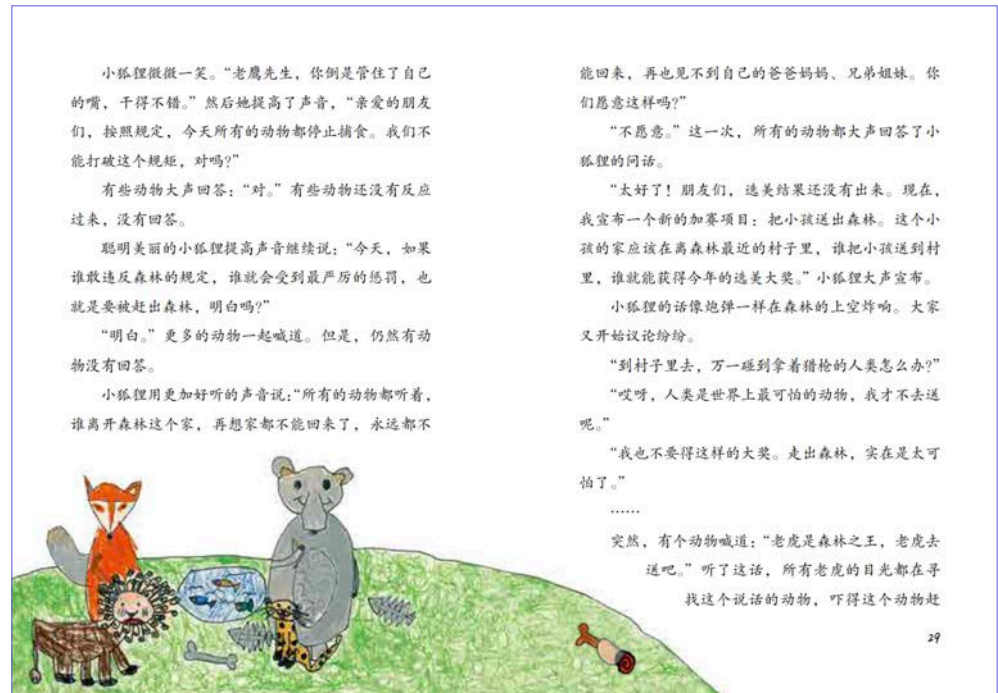 小狐狸微微一笑。“老鹰先生，你倒是管住了自己
的嘴，干得不错。”然后她提高了声音，“亲爱的朋友
们，按照规定，今天所有的动物都停止捕食。我们不
能打破这个规矩，对吗?”
有些动物大声回答：“对。”有些动物还没有反应
过来，没有回答。
聪明美丽的小狐狸提高声音继续说：“今天，如果
谁敢违反森林的规定，谁就会受到最严厉的惩罚，也
就是要被赶出森林，明白吗?”
“明白。”更多的动物一起喊道。但是，仍然有动
物没有回答。
小狐狸用更加好听的声音说：“所有的动物都听着，
谁离开森林这个家，再想家都不能回来了，永远都不
能回来，再也见不到自己的爸爸妈妈、兄弟姐妹。你
们愿意这样吗?”
“不愿意。”这一次，所有的动物都大声回答了小
狐狸的问话。
“太好了！朋友们，选美结果还没有出来。现在，
我宣布一个新的加赛项目：把小孩送出森林。这个小
孩的家应该在离森林最近的村子里，谁把小孩送到村
里，谁就能获得今年的选美大奖。”小狐狸大声宣布。
小狐狸的话像炮弹一样在森林的上空炸响。大家
又开始议论纷纷。
“到村子里去，万一碰到拿着猎枪的人类怎么办?”
“哎呀，人类是世界上最可怕的动物，我才不去送
呢。”
“我也不要得这样的大奖。走出森林，实在是太可
怕了。”
……
突然，有个动物喊道：“老虎是森林之王，老虎去
送吧。”听了这话，所有老虎的目光都在寻
找这个说话的动物，吓得这个动物赶
29